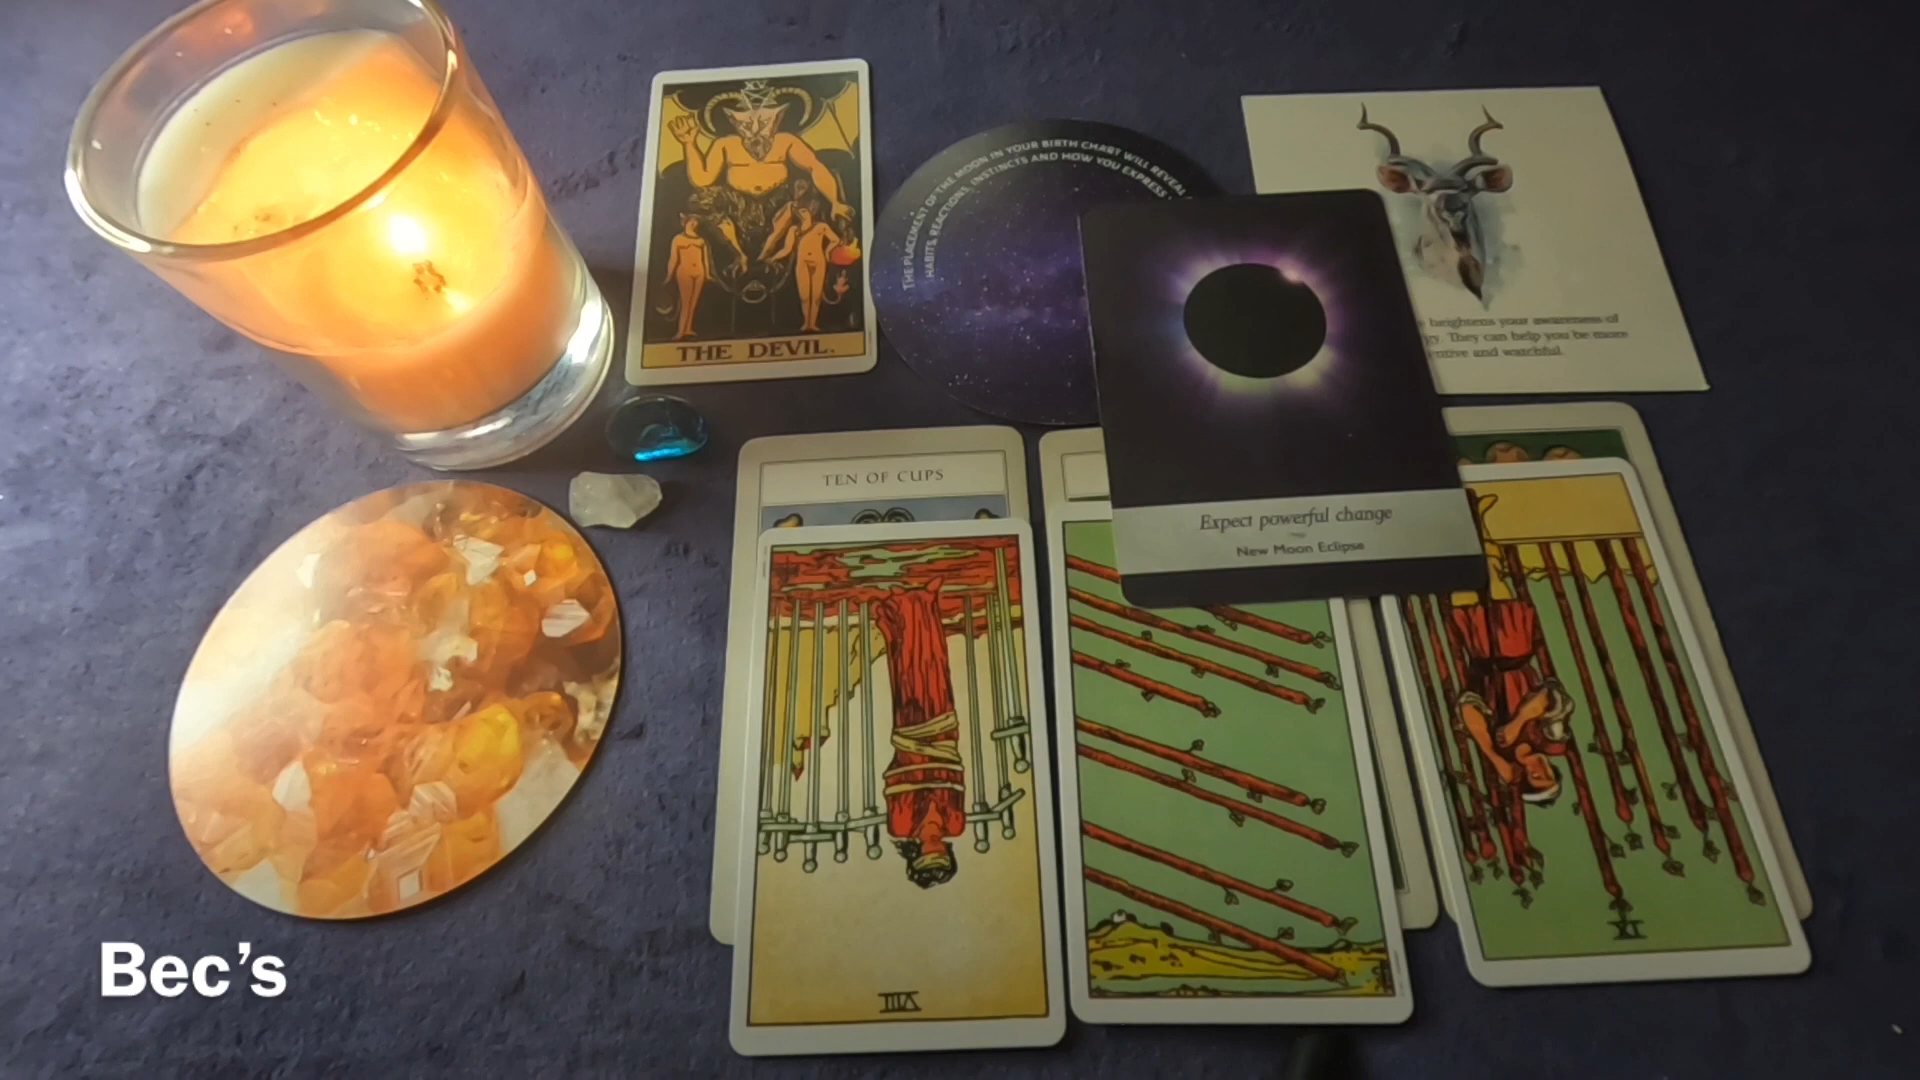 XV
THE DEVIL.
THE PLACEMENT OF THE MOON IN YOUR BIRTH CHART WILL REVEAL
HABITS, REACTIONS, INSTINCTS AND HOW YOU EXPRESS
heightens your awareness of
They can help you be more
and watchful.
TEN OF CUPS
Expect powerful change
New Moon Eclipse
VIII
IX
Bec’s